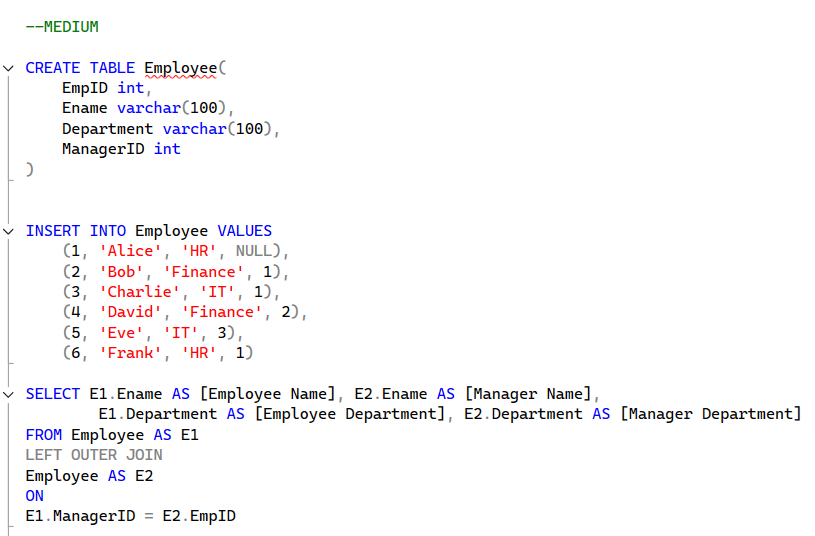 --MEDIUM
CREATE TABLE Employee(
EmpID int,
Ename varchar(100),
Department varchar(100),
ManagerID int
)
INSERT INTO Employee VALUES
(1, 'Alice', 'HR', NULL),
(2, 'Bob', 'Finance', 1),
(3, 'Charlie', 'IT', 1),
(4, 'David', 'Finance', 2),
(5, 'Eve', 'IT', 3),
(6, 'Frank', 'HR', 1)
SELECT E1.Ename AS [Employee Name], E2.Ename AS [Manager Name],
E1.Department AS [Employee Department], E2.Department AS [Manager Department]
FROM Employee AS E1
LEFT OUTER JOIN
Employee AS E2
ON
E1.ManagerID = E2.EmpID